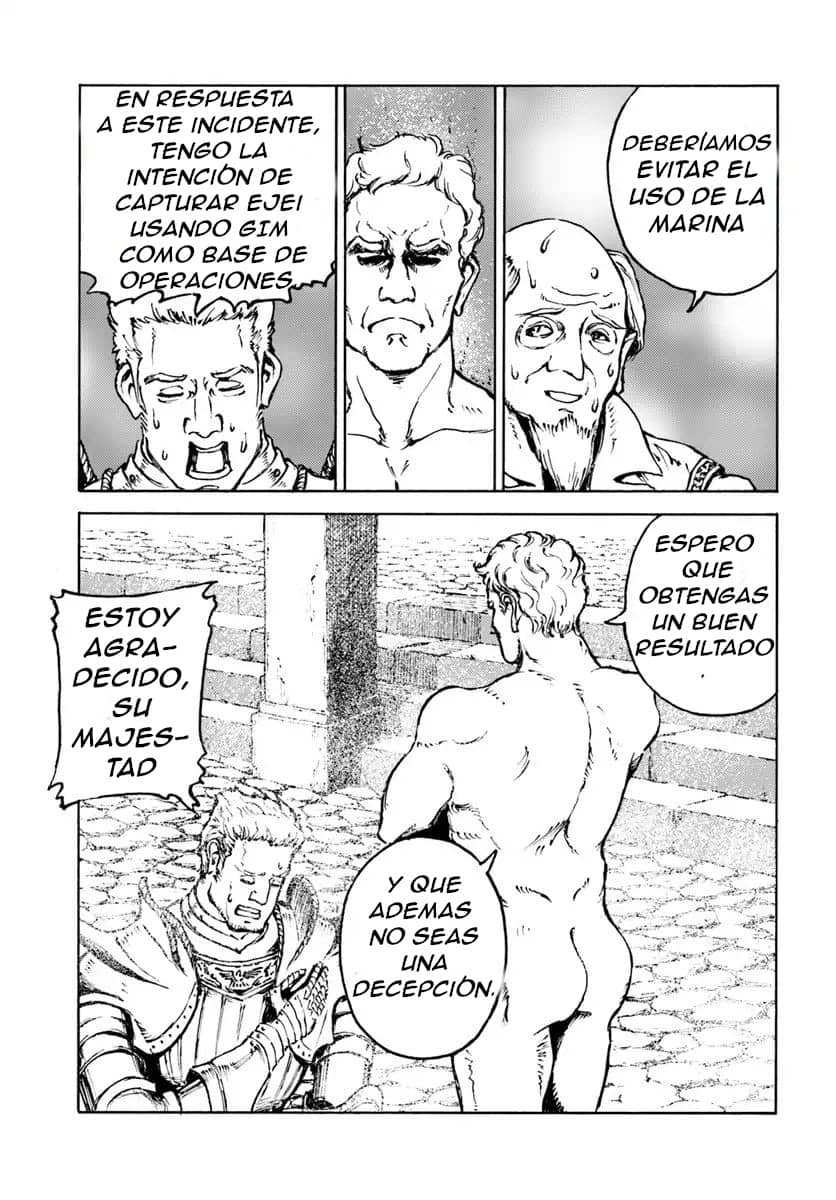 DEBERÍAMOS
EVITAR EL
USO DE LA
MARINA
EN RESPUESTA
A ESTE INCIDENTE,
TENGO LA
INTENCIÓN DE
CAPTURAR EJEI
USANDO GIM
COMO BASE DE
OPERACIONES
ESPERO
QUE
OBTENGAS
UN BUEN
RESULTADO
Y QUE
ADEMAS
NO SEAS
UNA
DECEPCIÓN.
ESTOY
AGRA-
DECIDO,
SU
MAJES-
TAD